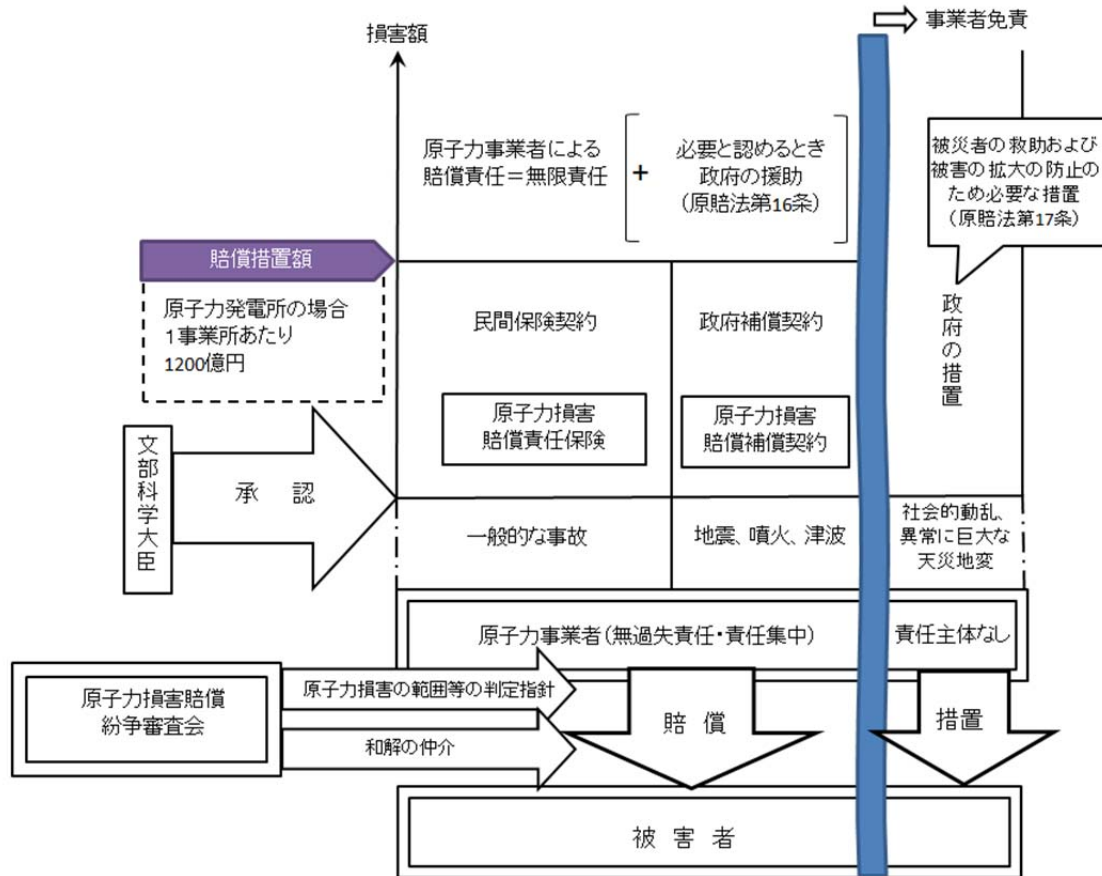 損害額
事業者免責
原子力事業者による
賠償責任＝無限責任
+
必要と認めるとき
政府の援助
(原賠法第16条)
被災者の救助および
被害の拡大の防止の
ため必要な措置
(原賠法第17条)
賠償措置額
原子力発電所の場合
1事業所あたり
1200億円
民間保険契約
政府補償契約
政府の措置
原子力損害
賠償責任保険
原子力損害
賠償補償契約
文部科学大臣
承 認
一般的な事故
地震、噴火、津波
社会的動乱、
異常に巨大な
天災地変
原子力事業者(無過失責任・責任集中)
責任主体なし
原子力損害賠償
紛争審査会
原子力損害の範囲等の判定指針
和解の仲介
賠 償
措置
被 害 者